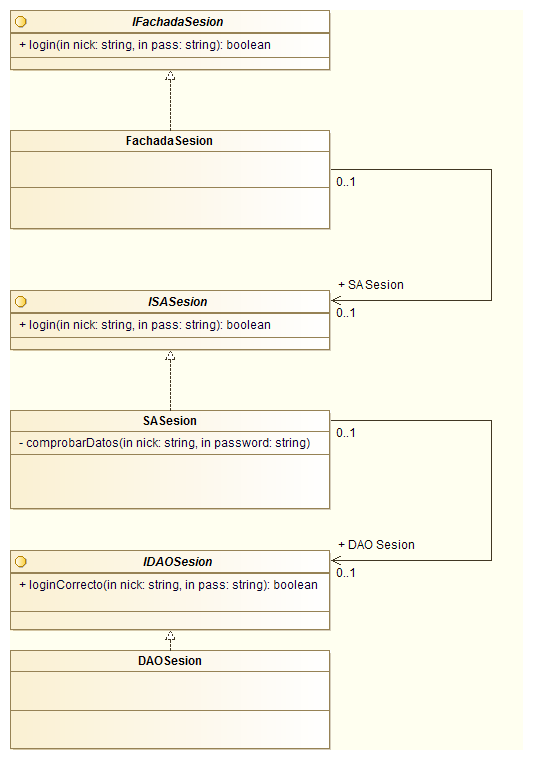 IFachadaSesion
+ login(in nick: string, in pass: string): boolean
FachadaSesion
0..1
+ SASesion
ISASesion
0..1
+ login(in nick: string, in pass: string): boolean
SASesion
0..1
- comprobarDatos(in nick: string, in password: string)
+ DAO Sesion
IDAOSesion
0..1
+ loginCorrecto(in nick: string, in pass: string): boolean
DAOSesion